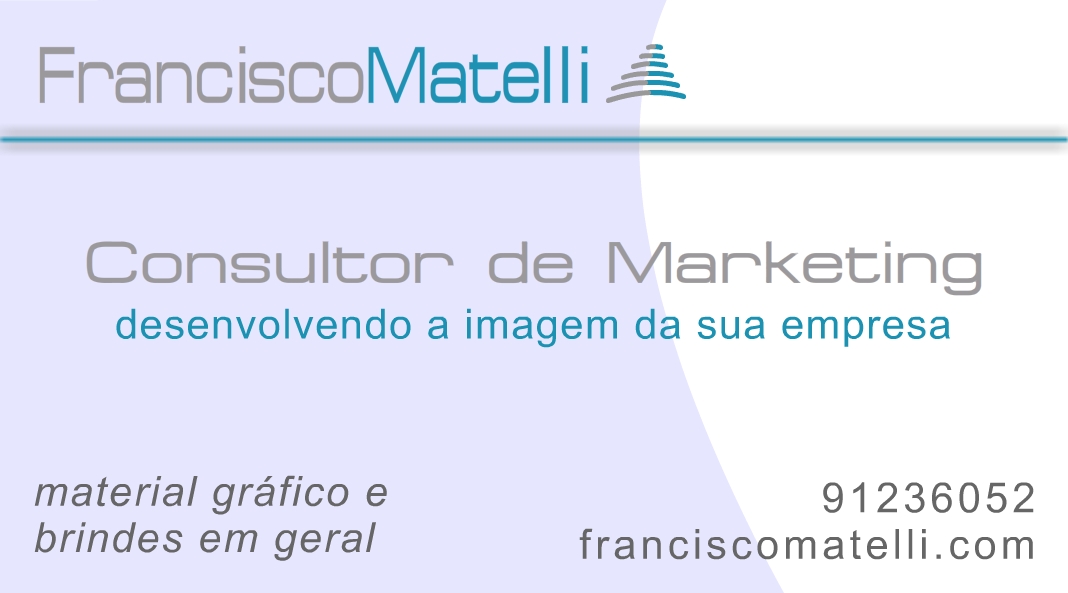 FranciscoMatelli
Consultor de Marketing
desenvolvendo a imagem da sua empresa
material gráfico e
brindes em geral
91236052
franciscomatelli.com